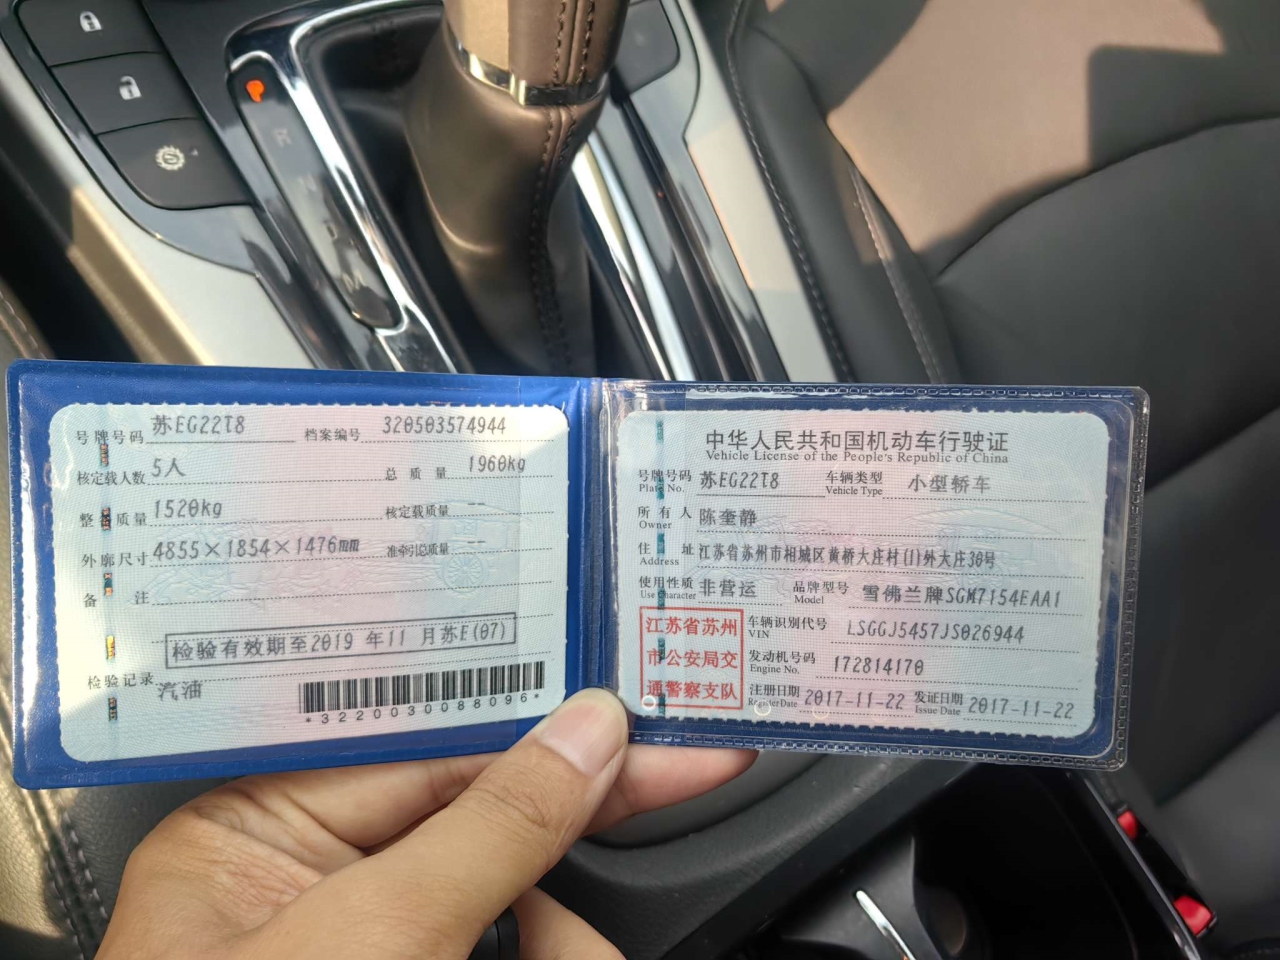 P
R
N
D
M
号牌号码 苏EG22T8 档案编号 320503574944
核定载人数 5人 总 质 量 1960kg
整备质量 1520kg 核定载质量 --
外廓尺寸 4855×1854×1476mm 准牵引总质量 --
备 注
检验有效期至2019 年11 月苏E(07)
检验记录
汽油
*3220030088096*
中华人民共和国机动车行驶证
Vehicle License of the People's Republic of China
号牌号码 苏EG22T8 车辆类型 小型轿车
Plate No. Vehicle Type
所 有 人 陈奎静
Owner
住 址 江苏省苏州市相城区黄桥大庄村(1)外大庄30号
Address
使用性质 非营运 品牌型号 雪佛兰牌SGM7154EAA1
Use Character Model
江苏省苏州
市公安局交
通警察支队
车辆识别代号 LSGGJ5457JS026944
VIN
发动机号码 172814170
Engine No.
注册日期 2017-11-22 发证日期 2017-11-22
Register Date Issue Date